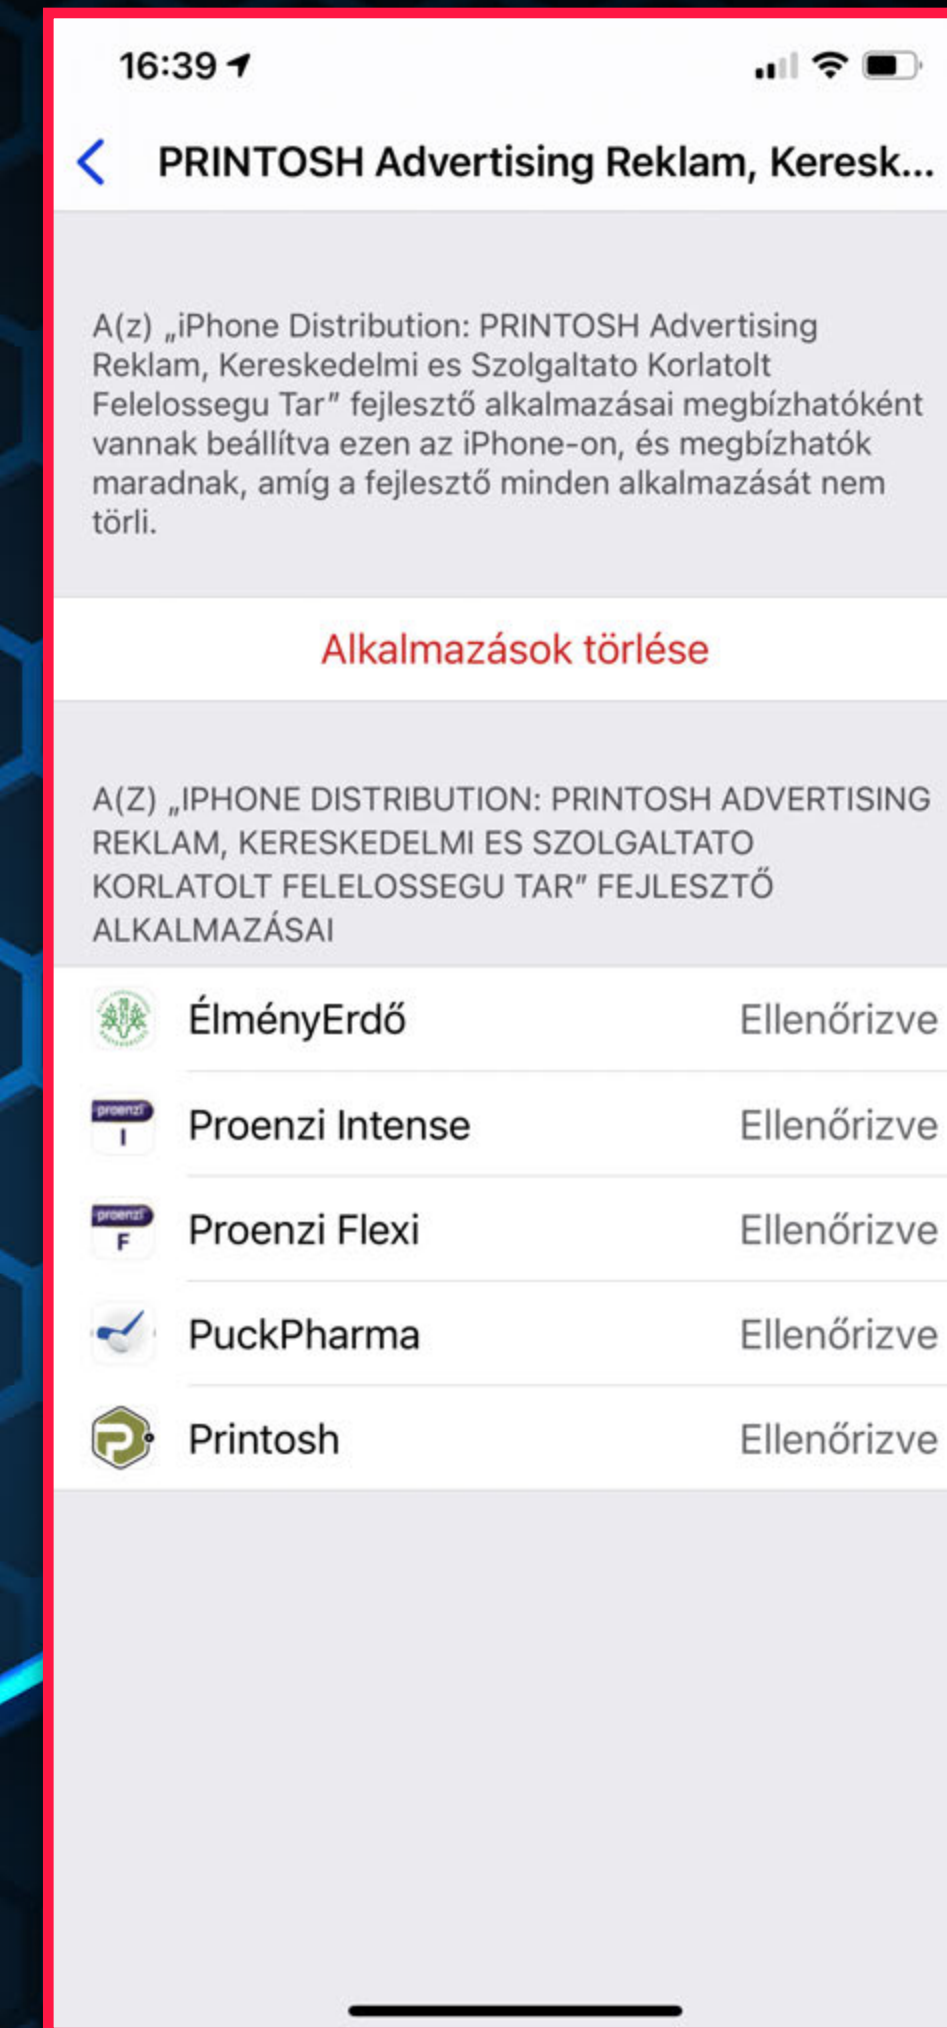 16:39
PRINTOSH Advertising Reklam, Keresk...
A(z) „iPhone Distribution: PRINTOSH Advertising
Reklam, Kereskedelmi es Szolgaltato Korlatolt
Felelossegu Tar” fejlesztő alkalmazásai megbízhatóként
vannak beállítva ezen az iPhone-on, és megbízhatók
maradnak, amíg a fejlesztő minden alkalmazását nem
törli.
Alkalmazások törlése
A(Z) „IPHONE DISTRIBUTION: PRINTOSH ADVERTISING
REKLAM, KERESKEDELMI ES SZOLGALTATO
KORLATOLT FELELOSSEGU TAR” FEJLESZTŐ
ALKALMAZÁSAI
ÉlményErdő Ellenőrizve
proenzi
I
Proenzi Intense Ellenőrizve
proenzi
F
Proenzi Flexi Ellenőrizve
PuckPharma Ellenőrizve
P
Printosh Ellenőrizve